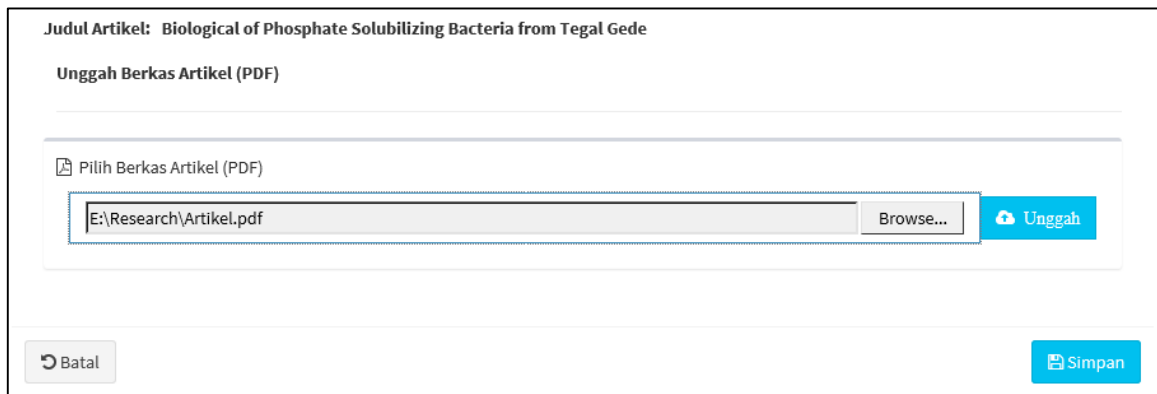 Judul Artikel: Biological of Phosphate Solubilizing Bacteria from Tegal Gede
Unggah Berkas Artikel (PDF)
Pilih Berkas Artikel (PDF)
E:\Research\Artikel.pdf Browse... Unggah
Batal Simpan